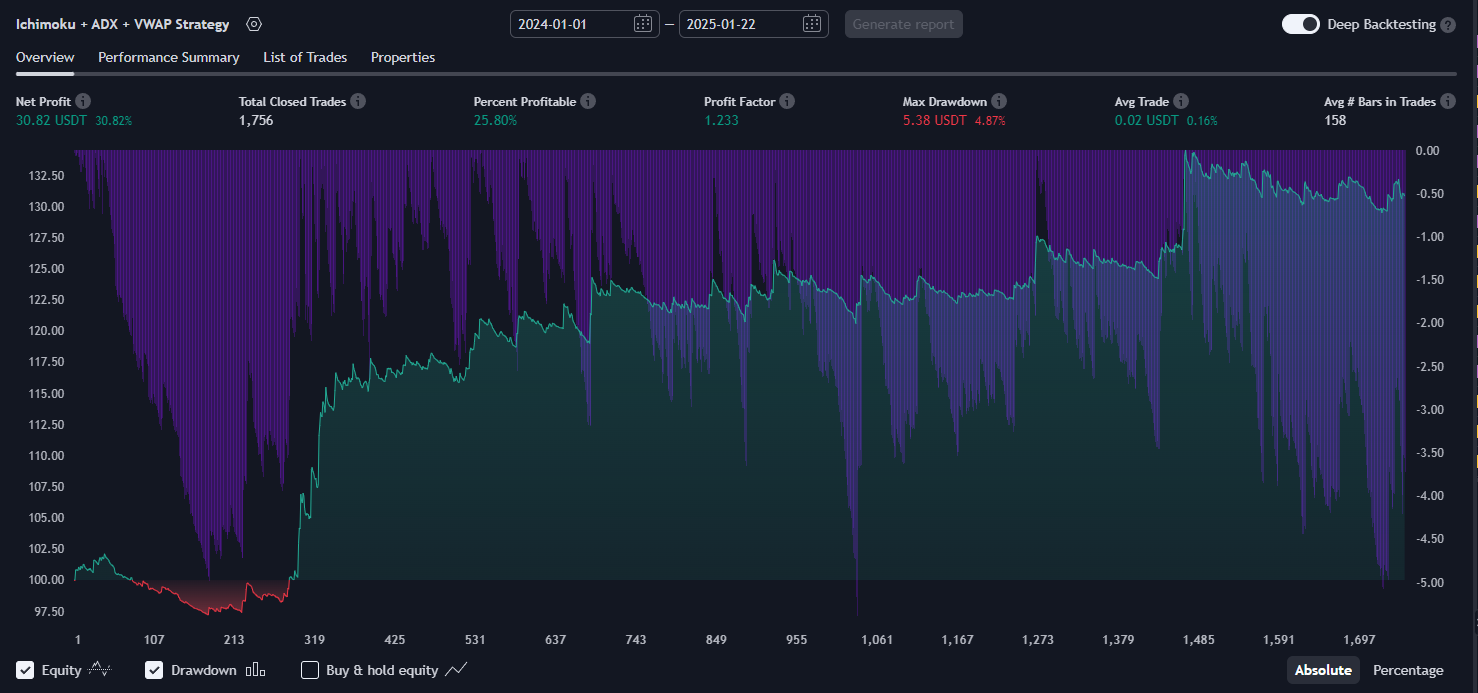 Ichimoku + ADX + VWAP Strategy 2024-01-01 — 2025-01-22 Generate report Deep Backtesting ?
Overview Performance Summary List of Trades Properties
Net Profit Total Closed Trades Percent Profitable Profit Factor Max Drawdown Avg Trade Avg # Bars in Trades
30.82 USDT 30.82% 1,756 25.80% 1.233 5.38 USDT 4.87% 0.02 USDT 0.16% 158
0.00
132.50 -0.50
130.00
127.50 -1.00
125.00 -1.50
122.50
120.00 -2.00
117.50 -2.50
115.00
112.50 -3.00
110.00 -3.50
107.50 -4.00
105.00
102.50 -4.50
100.00 -5.00
97.50
1 107 213 319 425 531 637 743 849 955 1,061 1,167 1,273 1,379 1,485 1,591 1,697
Equity Drawdown Buy & hold equity Absolute Percentage